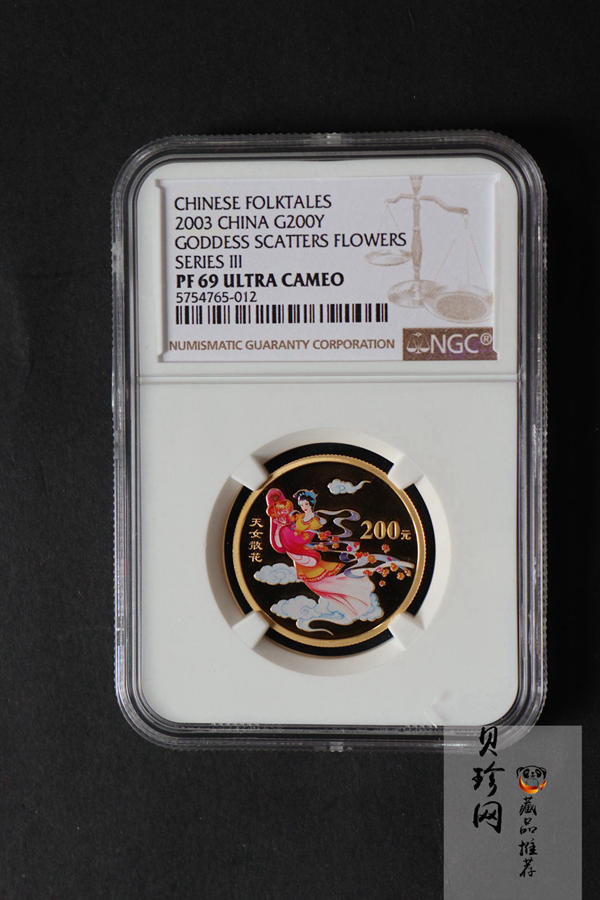 CHINESE FOLKTALES
2003 CHINA G200Y
GODDESS SCATTERS FLOWERS
SERIES III
PF 69 ULTRA CAMEO
5754765-012
NUMISMATIC GUARANTY CORPORATION
NGC®
天女散花
200元
贝珍网
藏品推荐